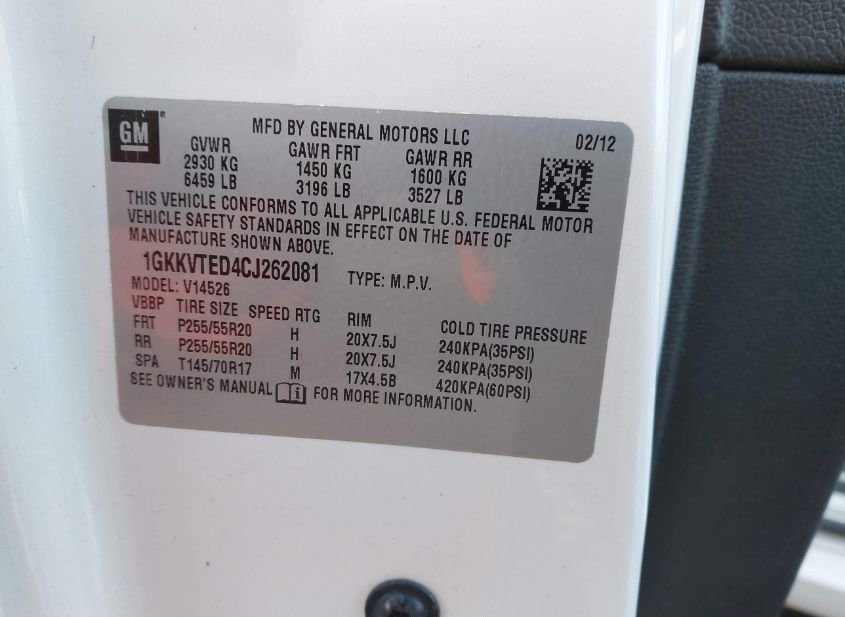 GM®
MFD BY GENERAL MOTORS LLC 02/12
GVWR GAWR FRT GAWR RR
2930 KG 1450 KG 1600 KG
6459 LB 3196 LB 3527 LB
THIS VEHICLE CONFORMS TO ALL APPLICABLE U.S. FEDERAL MOTOR
VEHICLE SAFETY STANDARDS IN EFFECT ON THE DATE OF
MANUFACTURE SHOWN ABOVE.
1GKKVTED4CJ262081 TYPE: M.P.V.
MODEL: V14526
VBBP TIRE SIZE SPEED RTG RIM COLD TIRE PRESSURE
FRT P255/55R20 H 20X7.5J 240KPA(35PSI)
RR P255/55R20 H 20X7.5J 240KPA(35PSI)
SPA T145/70R17 M 17X4.5B 420KPA(60PSI)
SEE OWNER'S MANUAL i FOR MORE INFORMATION.